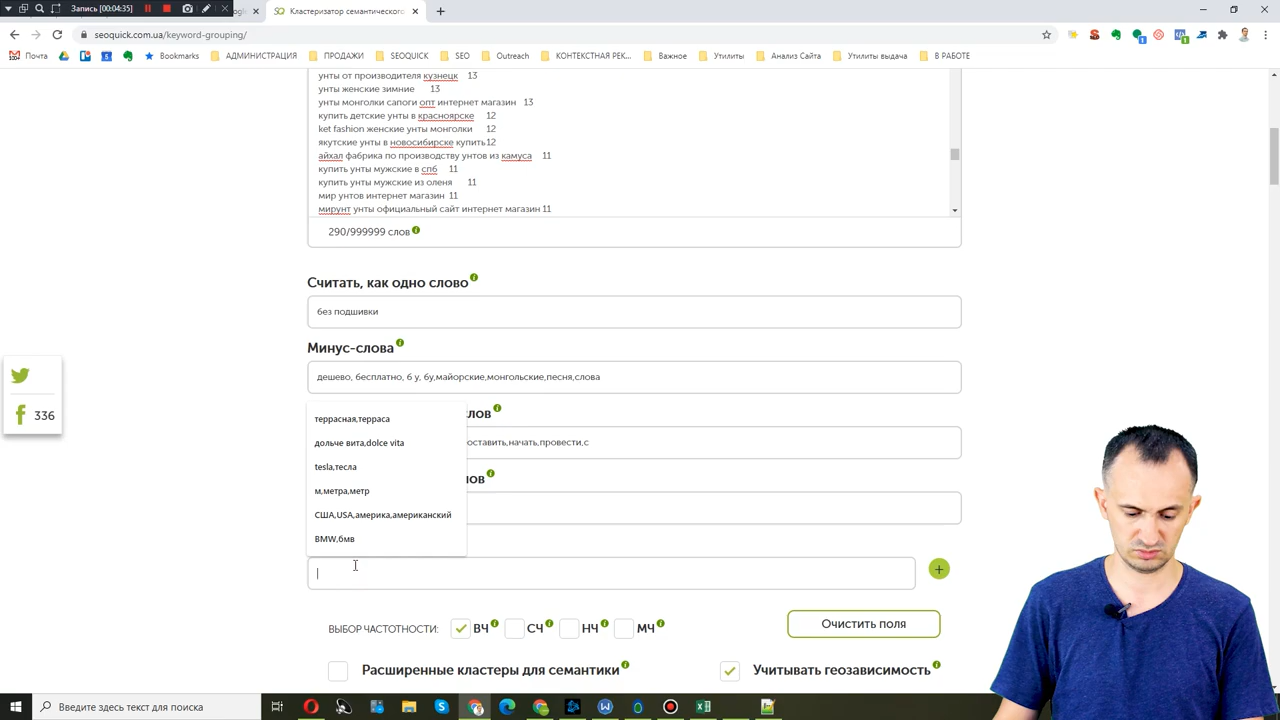 Запись [00:04:35]
Кластеризатор семантического
seoquick.com.ua/keyword-grouping/
Почта
Bookmarks
АДМИНИСТРАЦИЯ
ПРОДАЖИ
SEOQUICK
SEO
Outreach
КОНТЕКСТНАЯ РЕК...
Важное
Утилиты
Анализ Сайта
Утилиты выдача
В РАБОТЕ
унты от производителя кузнецк 13
унты женские зимние 13
унты монголки сапоги опт интернет магазин 13
купить детские унты в красноярске 12
ket fashion женские унты монголки 12
якутские унты в новосибирске купить 12
айхал фабрика по производству унтов из камуса 11
купить унты мужские в спб 11
купить унты мужские из оленя 11
мир унтов интернет магазин 11
мирунт унты официальный сайт интернет магазин 11
290/999999 слов
Считать, как одно слово
без подшивки
Минус-слова
дешево, бесплатно, б у, бу,майорские,монгольские,песня,слова
336
слов
оставить,начать,провести,с
террасная,терраса
дольче вита,dolce vita
tesla,тесла
м,метра,метр
США,USA,америка,американский
BMW,бмв
ВЫБОР ЧАСТОТНОСТИ: ВЧ СЧ НЧ МЧ
Очистить поля
Расширенные кластеры для семантики
Учитывать геозависимость
Введите здесь текст для поиска